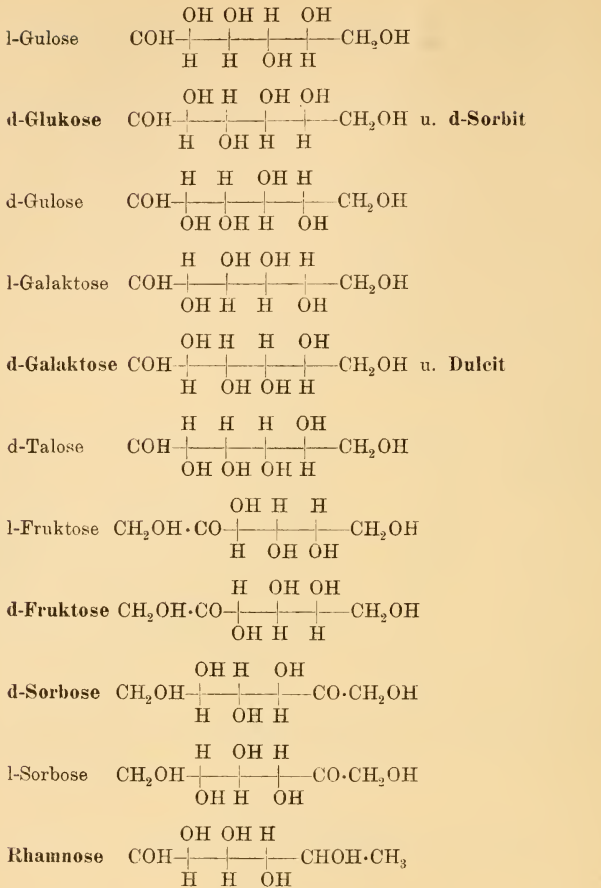 OH OH H OH
l-Gulose COH-|—|—|—|—CH₂OH
H H OH H
OH H OH OH
d-Glukose COH-|—|—|—|—CH₂OH u. d-Sorbit
H OH H H
H H OH H
d-Gulose COH-|—|—|—|—CH₂OH
OH OH H OH
H OH OH H
l-Galaktose COH-|—|—|—|—CH₂OH
OH H H OH
OH H H OH
d-Galaktose COH-|—|—|—|—CH₂OH u. Dulcit
H OH OH H
H H H OH
d-Talose COH-|—|—|—|—CH₂OH
OH OH OH H
OH H H
l-Fruktose CH₂OH·CO-|—|—|—CH₂OH
H OH OH
H OH OH
d-Fruktose CH₂OH·CO-|—|—|—CH₂OH
OH H H
OH H OH
d-Sorbose CH₂OH-|—|—|—CO·CH₂OH
H OH H
H OH H
l-Sorbose CH₂OH-|—|—|—CO·CH₂OH
OH H OH
OH OH H
Rhamnose COH-|—|—|—CHOH·CH₃
H H OH